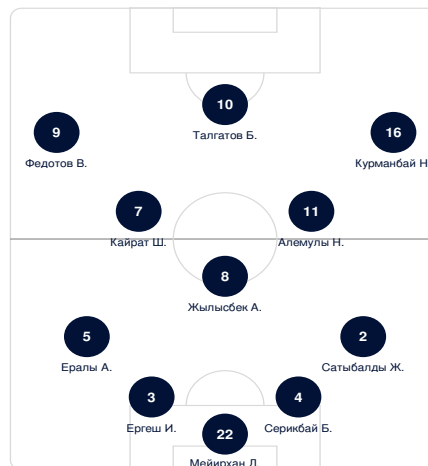 10
Талгатов Б.
9
Федотов В.
16
Курманбай Н
7
Кайрат Ш.
11
Алемулы Н.
8
Жылысбек А.
5
Ералы А.
2
Сатыбалды Ж.
3
Ергеш И.
4
Серикбай Б.
22
Мейирхан Д.